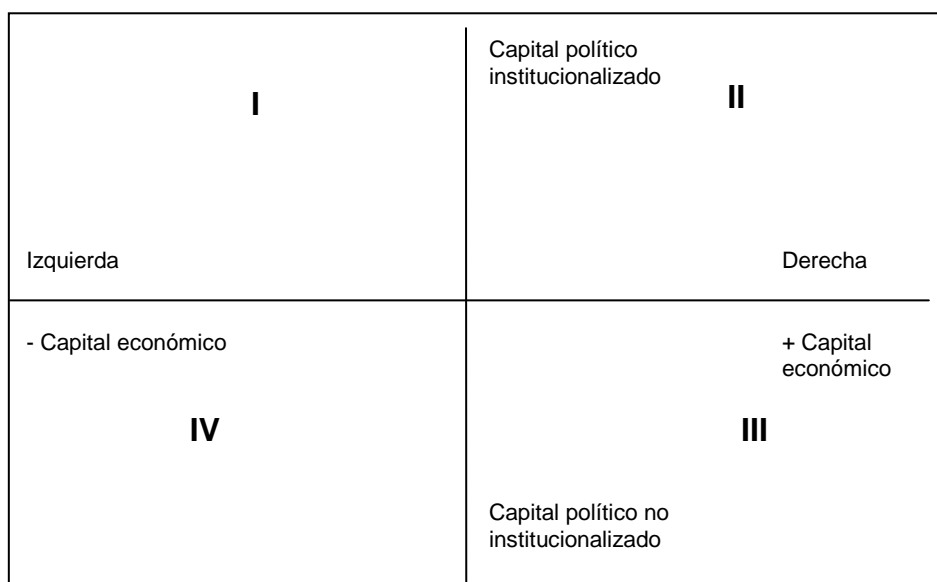 Capital político
institucionalizado
I
II
Izquierda
Derecha
- Capital económico
+ Capital
económico
IV
III
Capital político no
institucionalizado